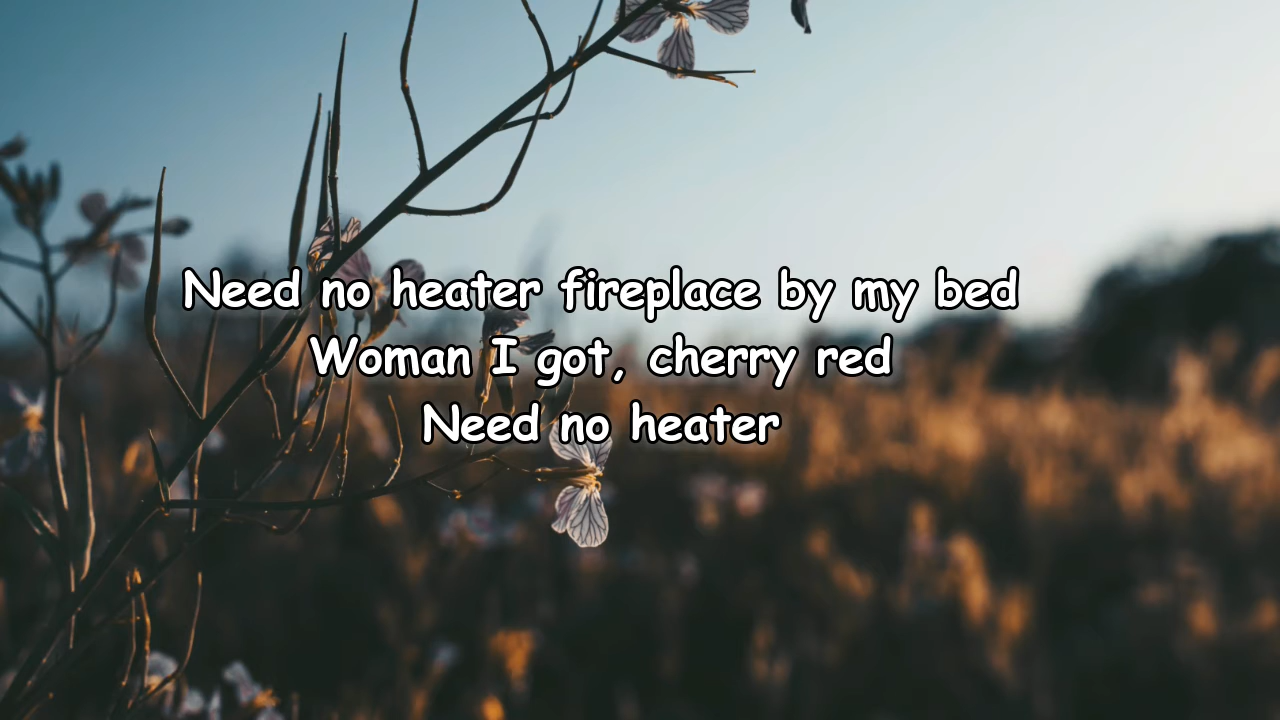 Need no heater fireplace by my bed
Woman I got, cherry red
Need no heater